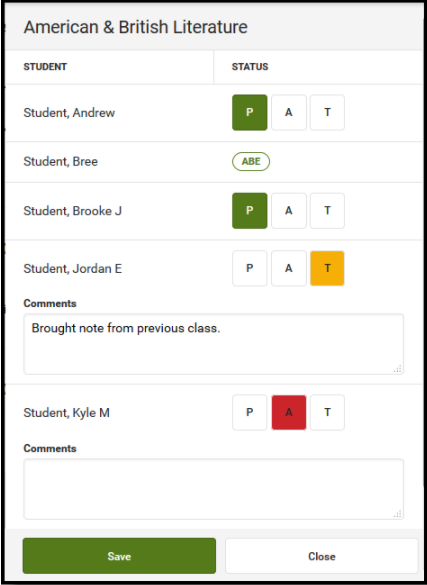 American & British Literature
STUDENT STATUS
Student, Andrew P A T
Student, Bree ABE
Student, Brooke J P A T
Student, Jordan E P A T
Comments
Brought note from previous class.
Student, Kyle M P A T
Comments
Save Close